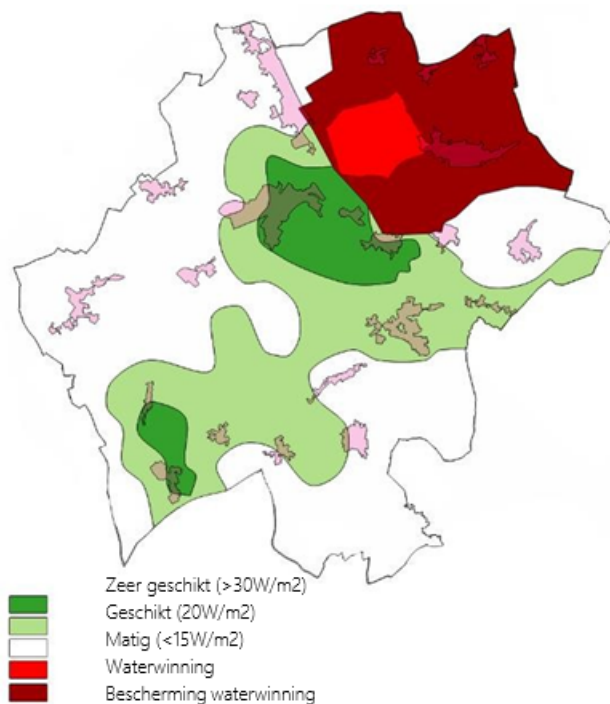 Zeer geschikt (>30W/m2)
Geschikt (20W/m2)
Matig (<15W/m2)
Waterwinning
Bescherming waterwinning